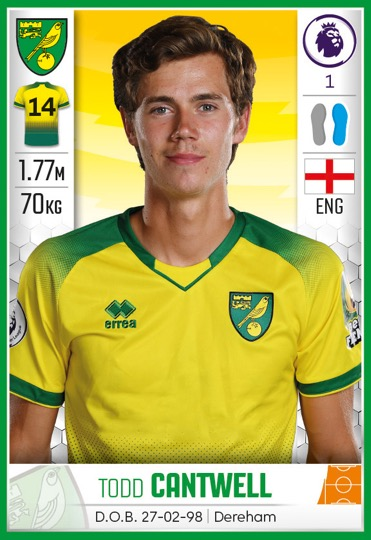 14
1.77M
70KG
1
ENG
errea
TODD CANTWELL
D.O.B. 27-02-98 | Dereham